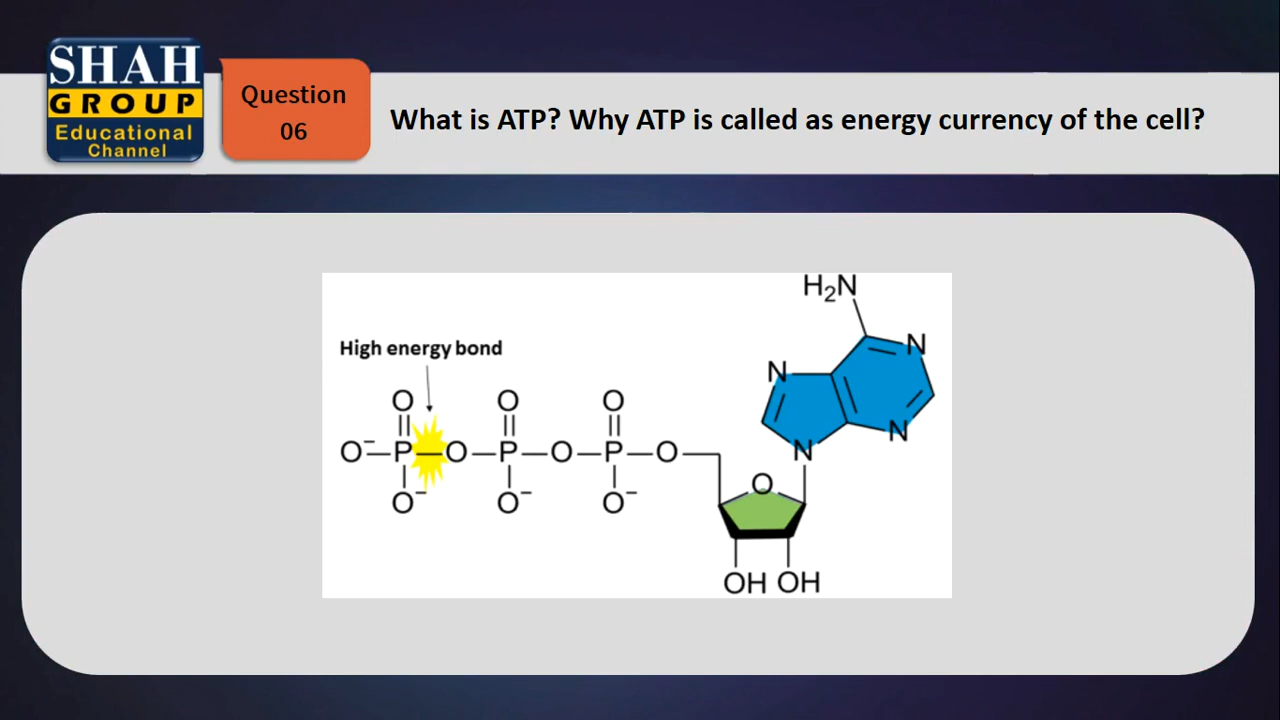 SHAH
GROUP
Educational
Channel
Question
06
What is ATP? Why ATP is called as energy currency of the cell?
High energy bond
H₂N
N
N
N
N
O O O
O⁻ P O P O P O
O⁻ O⁻ O⁻
O
OH OH